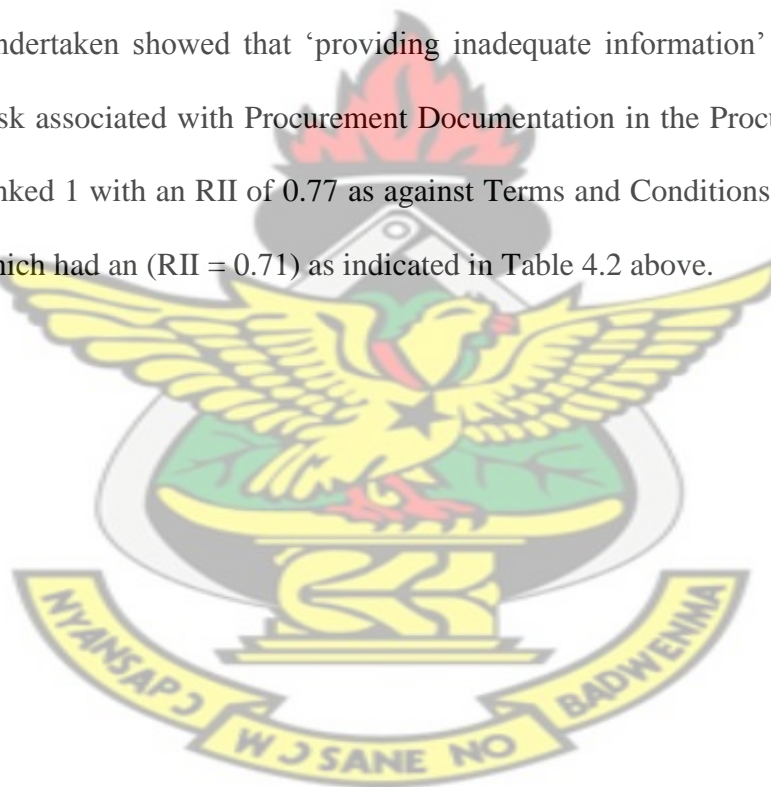 ndertaken showed that ‘providing inadequate information’
sk associated with Procurement Documentation in the Procu
nked 1 with an RII of 0.77 as against Terms and Conditions
hich had an (RII = 0.71) as indicated in Table 4.2 above.
NYANSAPƆ
WƆSANE NO
BADWENMA